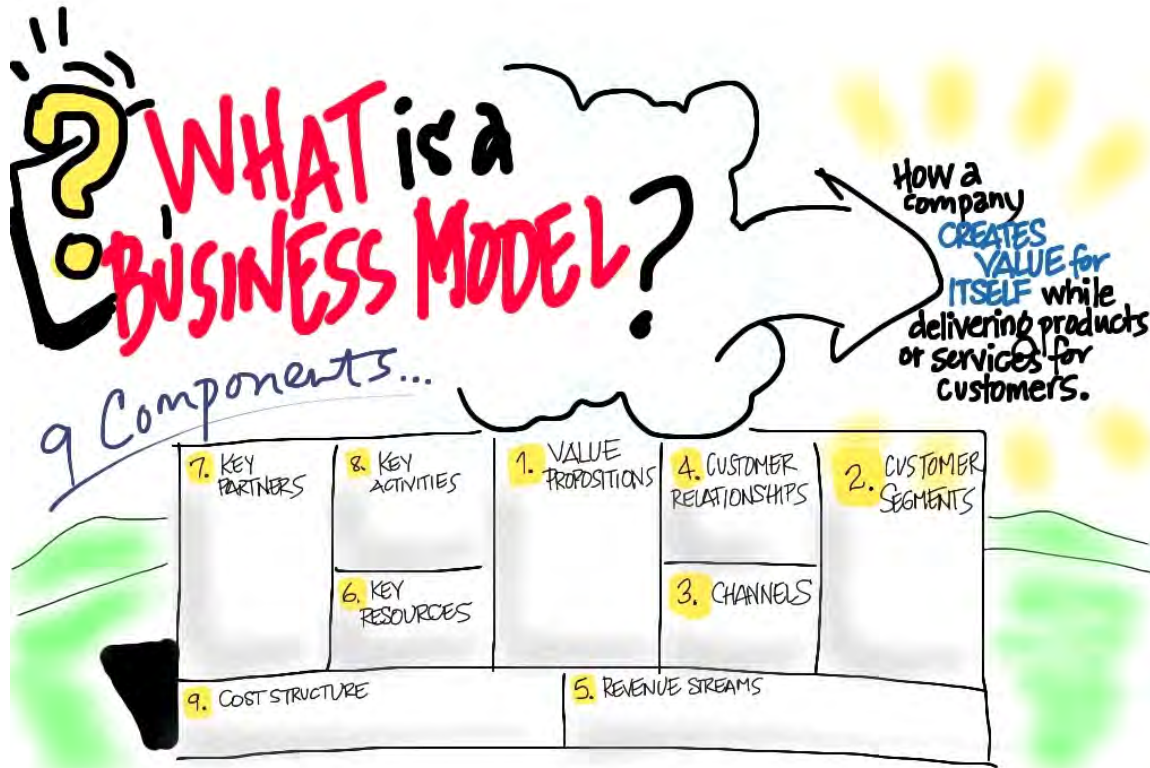 ?
WHAT is a
BUSINESS MODEL?
How a
company
CREATES
VALUE for
ITSELF while
delivering products
or services for
customers.
9 Components...
7. KEY
PARTNERS
8. KEY
ACTIVITIES
1. VALUE
PROPOSITIONS
4. CUSTOMER
RELATIONSHIPS
2. CUSTOMER
SEGMENTS
6. KEY
RESOURCES
3. CHANNELS
9. COST STRUCTURE
5. REVENUE STREAMS